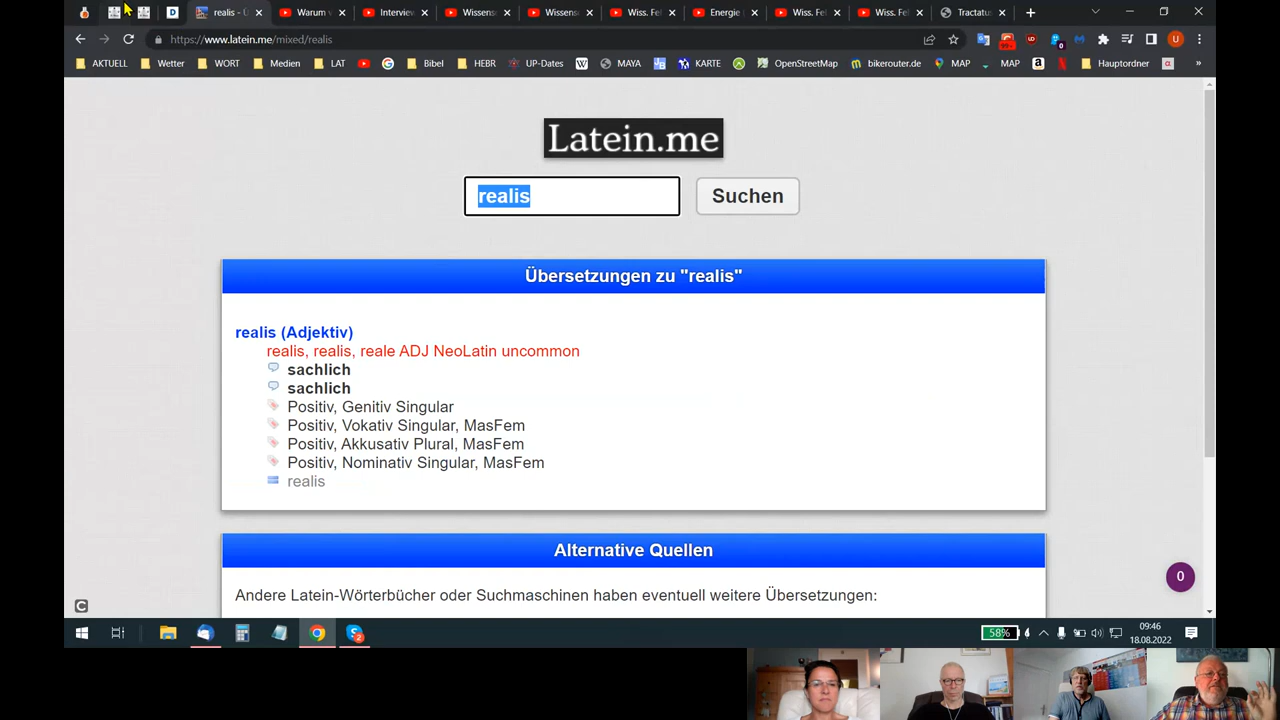 realis - Ü
Warum v
Interview
Wissens
Wissens
Wiss. Fel
Energie (
Wiss. Fel
Wiss. Fel
Tractatu
https://www.latein.me/mixed/realis
AKTUELL Wetter WORT Medien LAT Bibel HEBR UP-Dates MAYA KARTE OpenStreetMap bikerouter.de MAP MAP Hauptordner »
Latein.me
realis Suchen
Übersetzungen zu "realis"
realis (Adjektiv)
realis, realis, reale ADJ NeoLatin uncommon
sachlich
sachlich
Positiv, Genitiv Singular
Positiv, Vokativ Singular, MasFem
Positiv, Akkusativ Plural, MasFem
Positiv, Nominativ Singular, MasFem
realis
Alternative Quellen
Andere Latein-Wörterbücher oder Suchmaschinen haben eventuell weitere Übersetzungen:
0
58%
09:46
18.08.2022